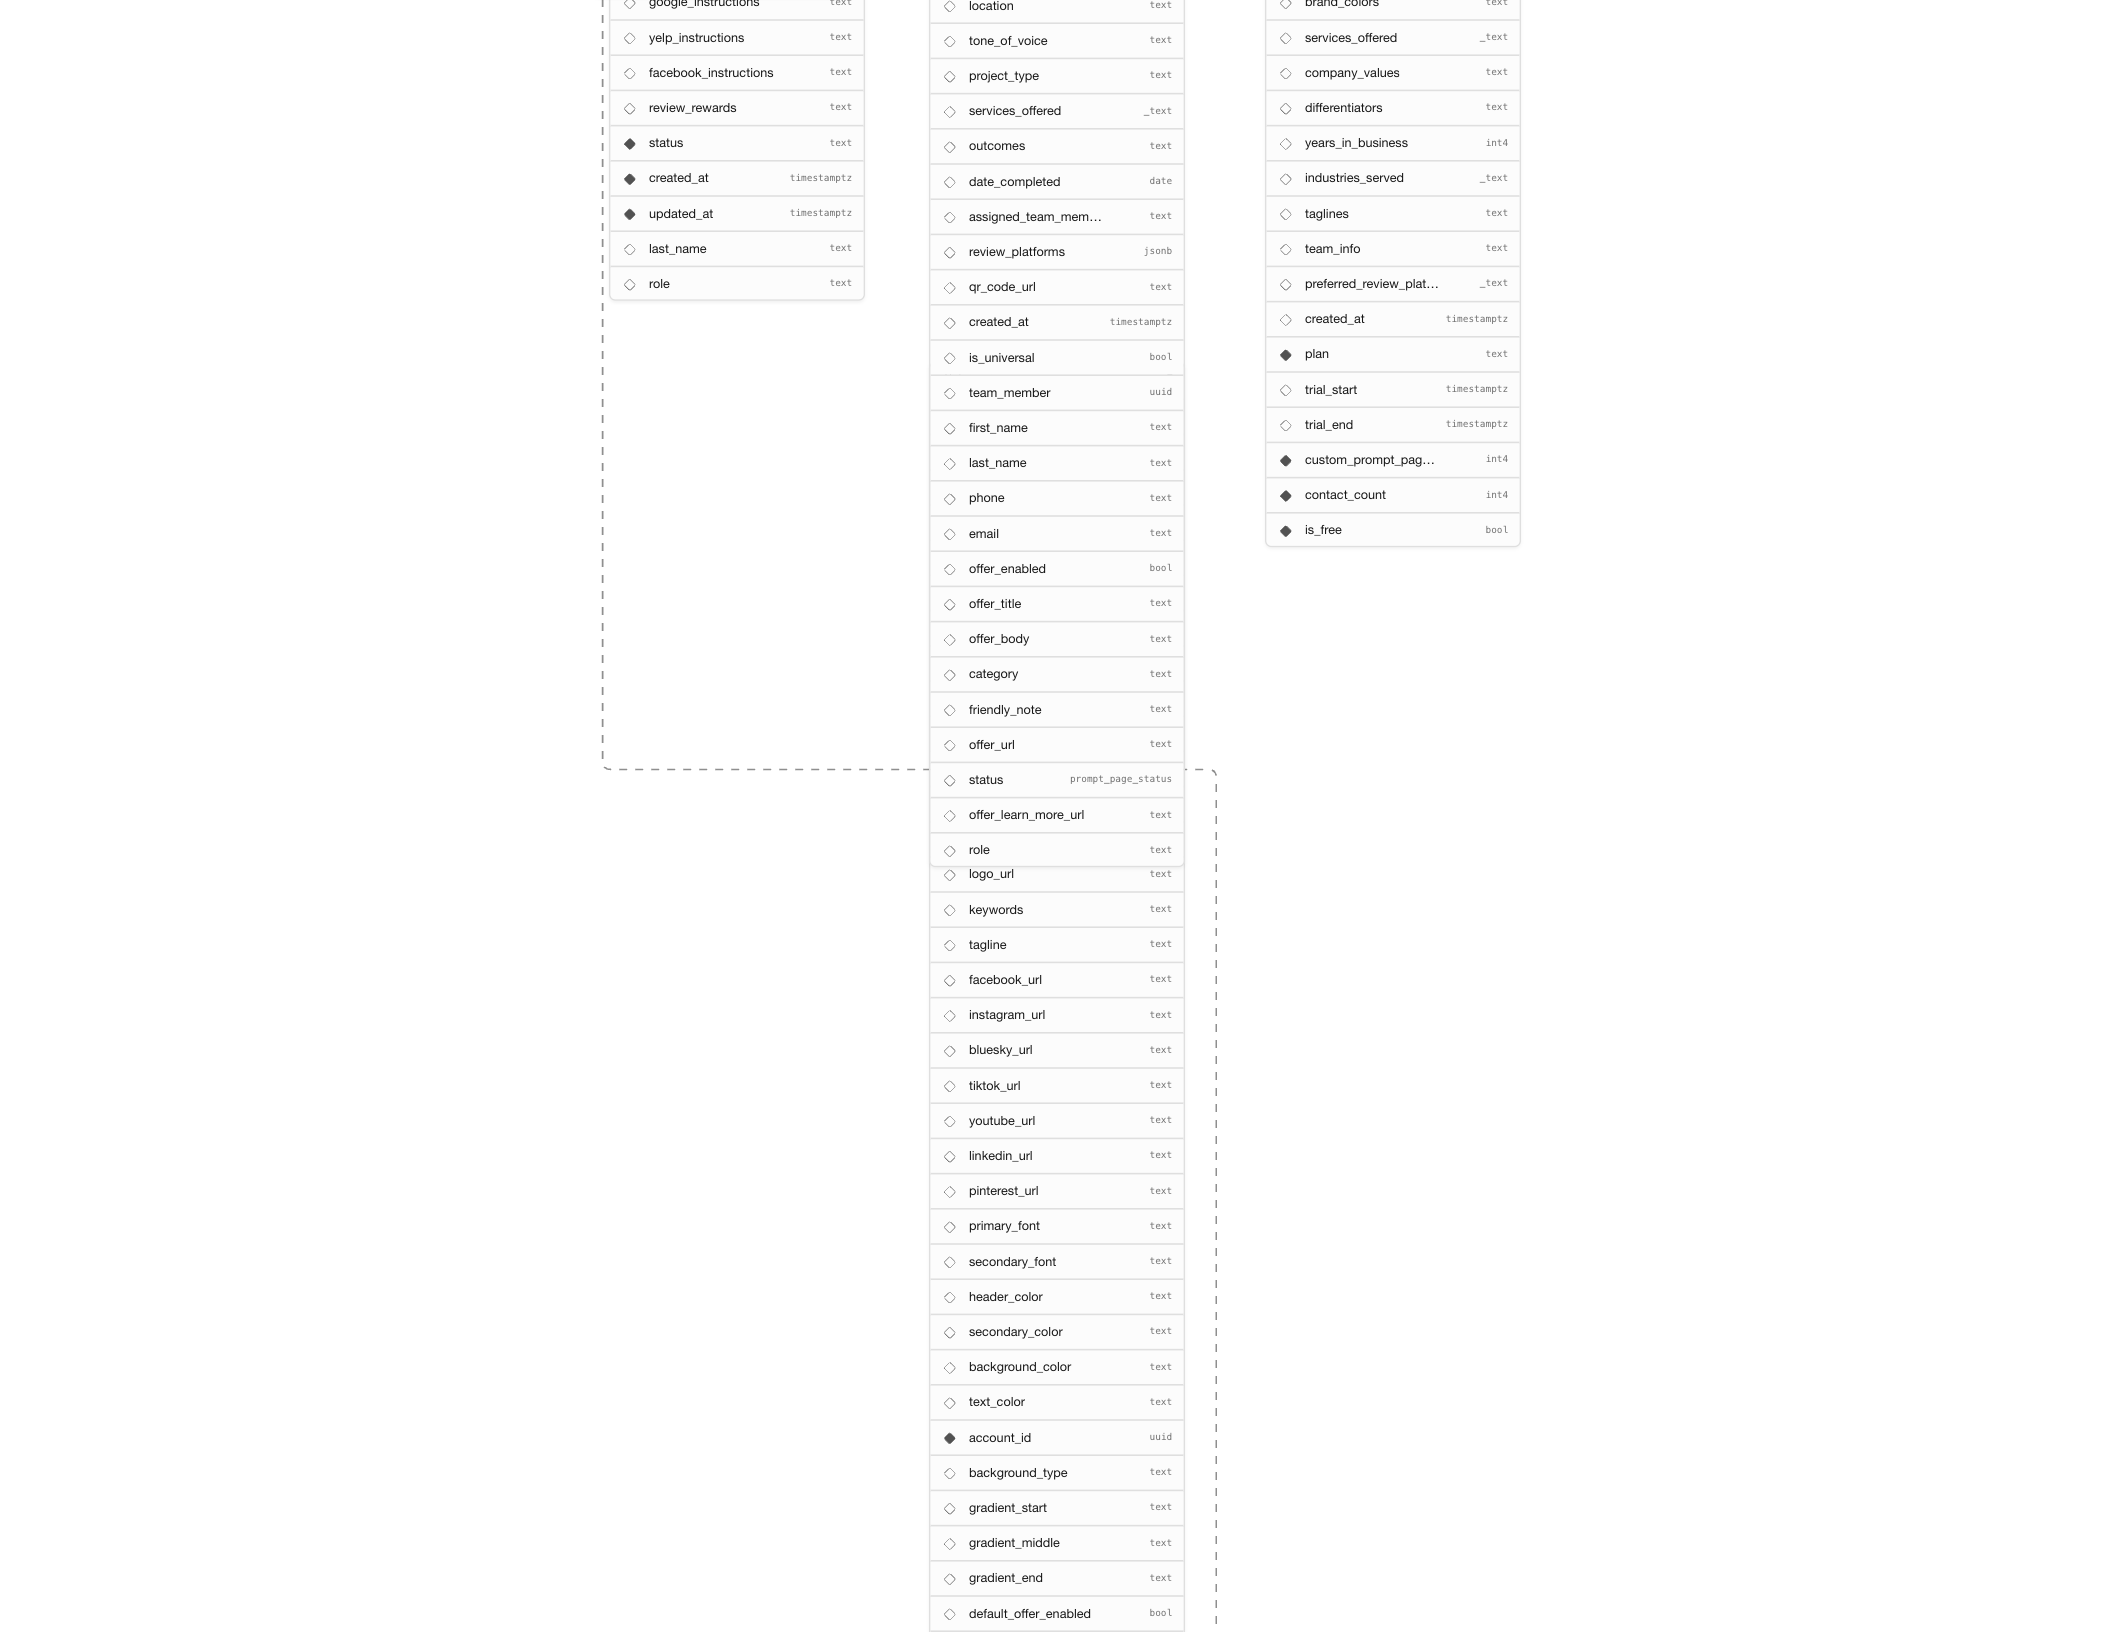 google_instructions text
yelp_instructions text
facebook_instructions text
review_rewards text
status text
created_at timestamptz
updated_at timestamptz
last_name text
role text
location text
tone_of_voice text
project_type text
services_offered _text
outcomes text
date_completed date
assigned_team_mem... text
review_platforms jsonb
qr_code_url text
created_at timestamptz
is_universal bool
team_member uuid
first_name text
last_name text
phone text
email text
offer_enabled bool
offer_title text
offer_body text
category text
friendly_note text
offer_url text
status prompt_page_status
offer_learn_more_url text
role text
logo_url text
keywords text
tagline text
facebook_url text
instagram_url text
bluesky_url text
tiktok_url text
youtube_url text
linkedin_url text
pinterest_url text
primary_font text
secondary_font text
header_color text
secondary_color text
background_color text
text_color text
account_id uuid
background_type text
gradient_start text
gradient_middle text
gradient_end text
default_offer_enabled bool
brand_colors text
services_offered _text
company_values text
differentiators text
years_in_business int4
industries_served _text
taglines text
team_info text
preferred_review_plat... _text
created_at timestamptz
plan text
trial_start timestamptz
trial_end timestamptz
custom_prompt_pag... int4
contact_count int4
is_free bool